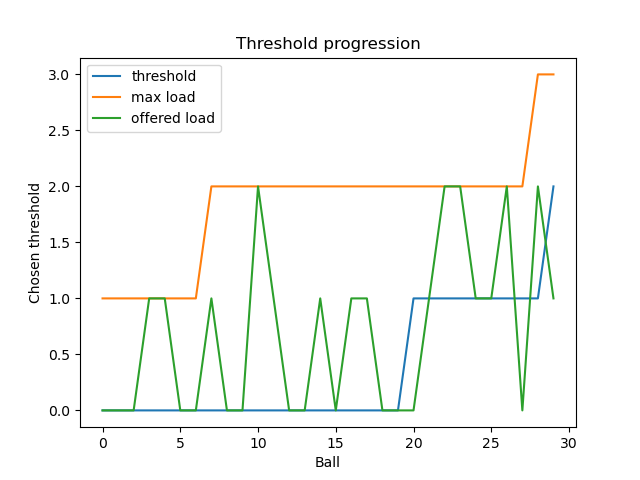 Threshold progression
threshold
max load
offered load
Chosen threshold
3.0
2.5
2.0
1.5
1.0
0.5
0.0
0 5 10 15 20 25 30
Ball